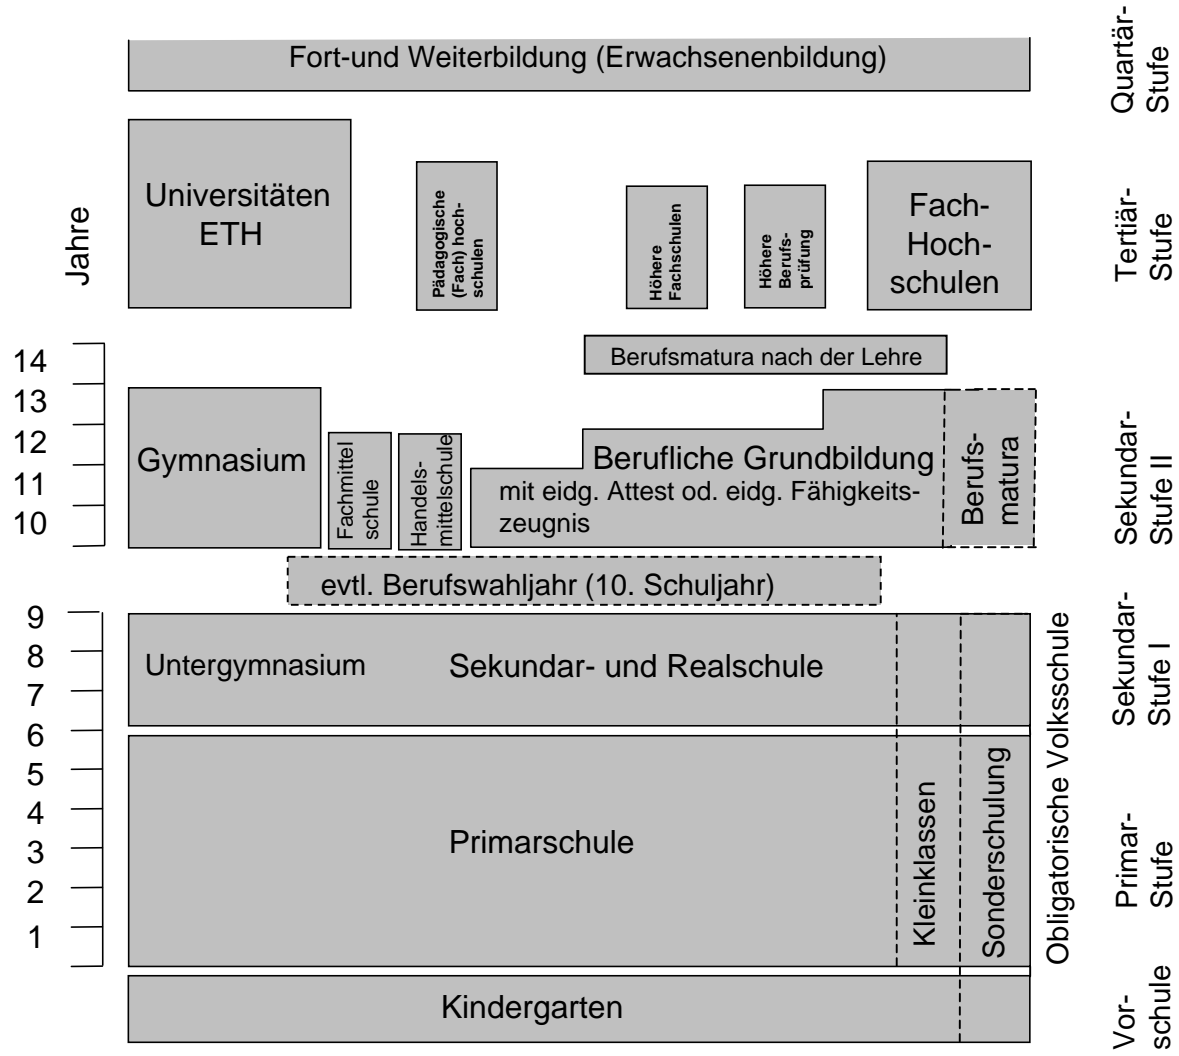 Fort-und Weiterbildung (Erwachsenenbildung)
Quartär-
Stufe
Jahre
Universitäten
ETH
Pädagogische
(Fach) hoch-
schulen
Höhere
Fachschulen
Höhere
Berufs-
prüfung
Fach-
Hoch-
schulen
Tertiär-
Stufe
14
Berufsmatura nach der Lehre
13
12
11
10
Gymnasium
Fachmittel
schule
Handels-
mittelschule
Berufliche Grundbildung
mit eidg. Attest od. eidg. Fähigkeits-
zeugnis
Berufs-
matura
Sekundar-
Stufe II
evtl. Berufswahljahr (10. Schuljahr)
9
8
7
Untergymnasium
Sekundar- und Realschule
Sekundar-
Stufe I
6
5
4
3
2
1
Primarschule
Kleinklassen
Sonderschulung
Obligatorische Volksschule
Primar-
Stufe
Kindergarten
Vor-
schule